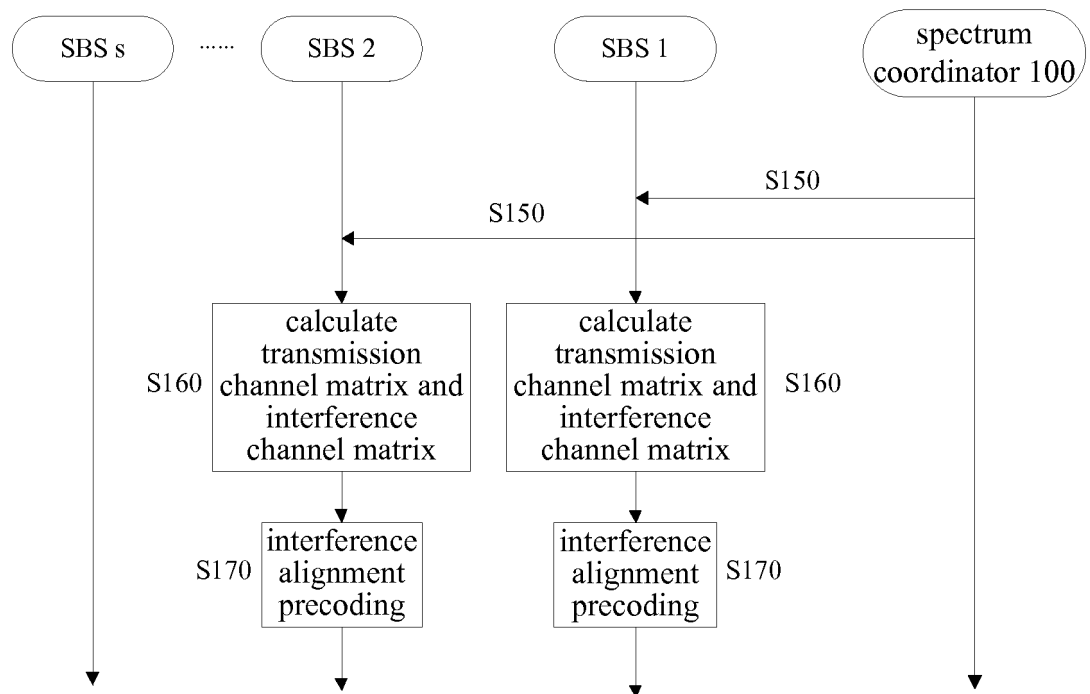 SBS s
......
SBS 2
SBS 1
spectrum
coordinator 100
S150
S150
S160
calculate
transmission
channel matrix and
interference
channel matrix
calculate
transmission
channel matrix and
interference
channel matrix
S160
S170
interference
alignment
precoding
interference
alignment
precoding
S170